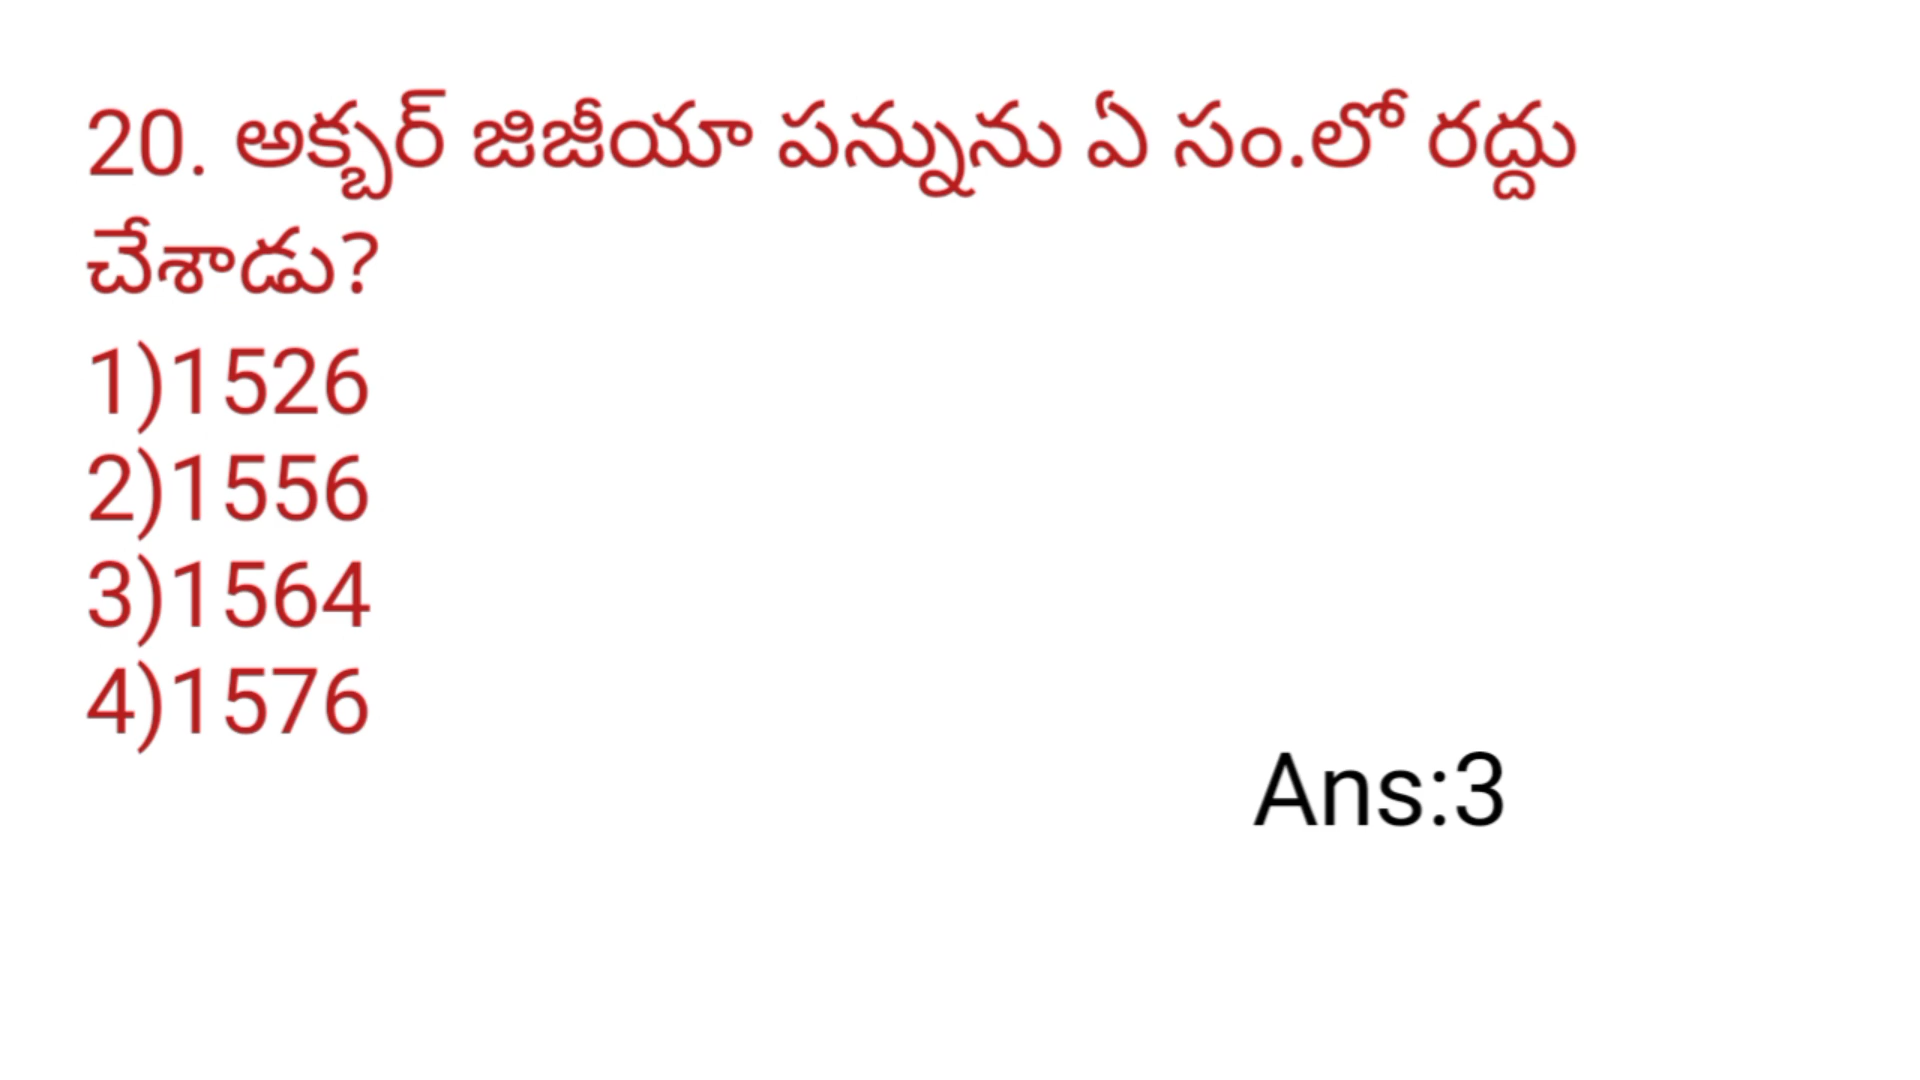 20. అక్బర్ జిజీయా పన్నును ఏ సం.లో రద్దు
చేశాడు?
1)1526
2)1556
3)1564
4)1576
Ans:3